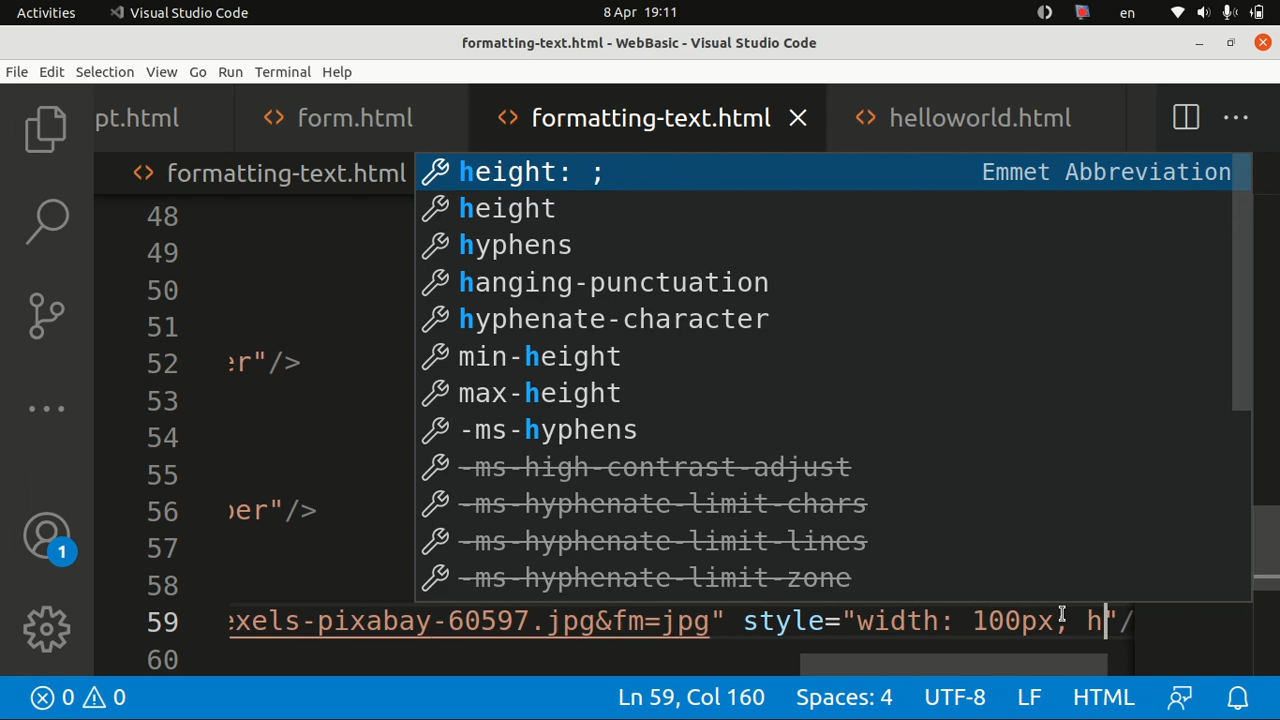 Activities Visual Studio Code 8 Apr 19:11 en
formatting-text.html - WebBasic - Visual Studio Code
File Edit Selection View Go Run Terminal Help
pt.html form.html formatting-text.html helloworld.html
formatting-text.html
height: ; Emmet Abbreviation
height
hyphens
hanging-punctuation
hyphenate-character
min-height
max-height
-ms-hyphens
-ms-high-contrast-adjust
-ms-hyphenate-limit-chars
-ms-hyphenate-limit-lines
-ms-hyphenate-limit-zone
48
49
50
51
52 er"/>
53
54
55
56 per"/>
57
58
59 exels-pixabay-60597.jpg&fm=jpg" style="width: 100px; h"/
60
1
0 0 Ln 59, Col 160 Spaces: 4 UTF-8 LF HTML